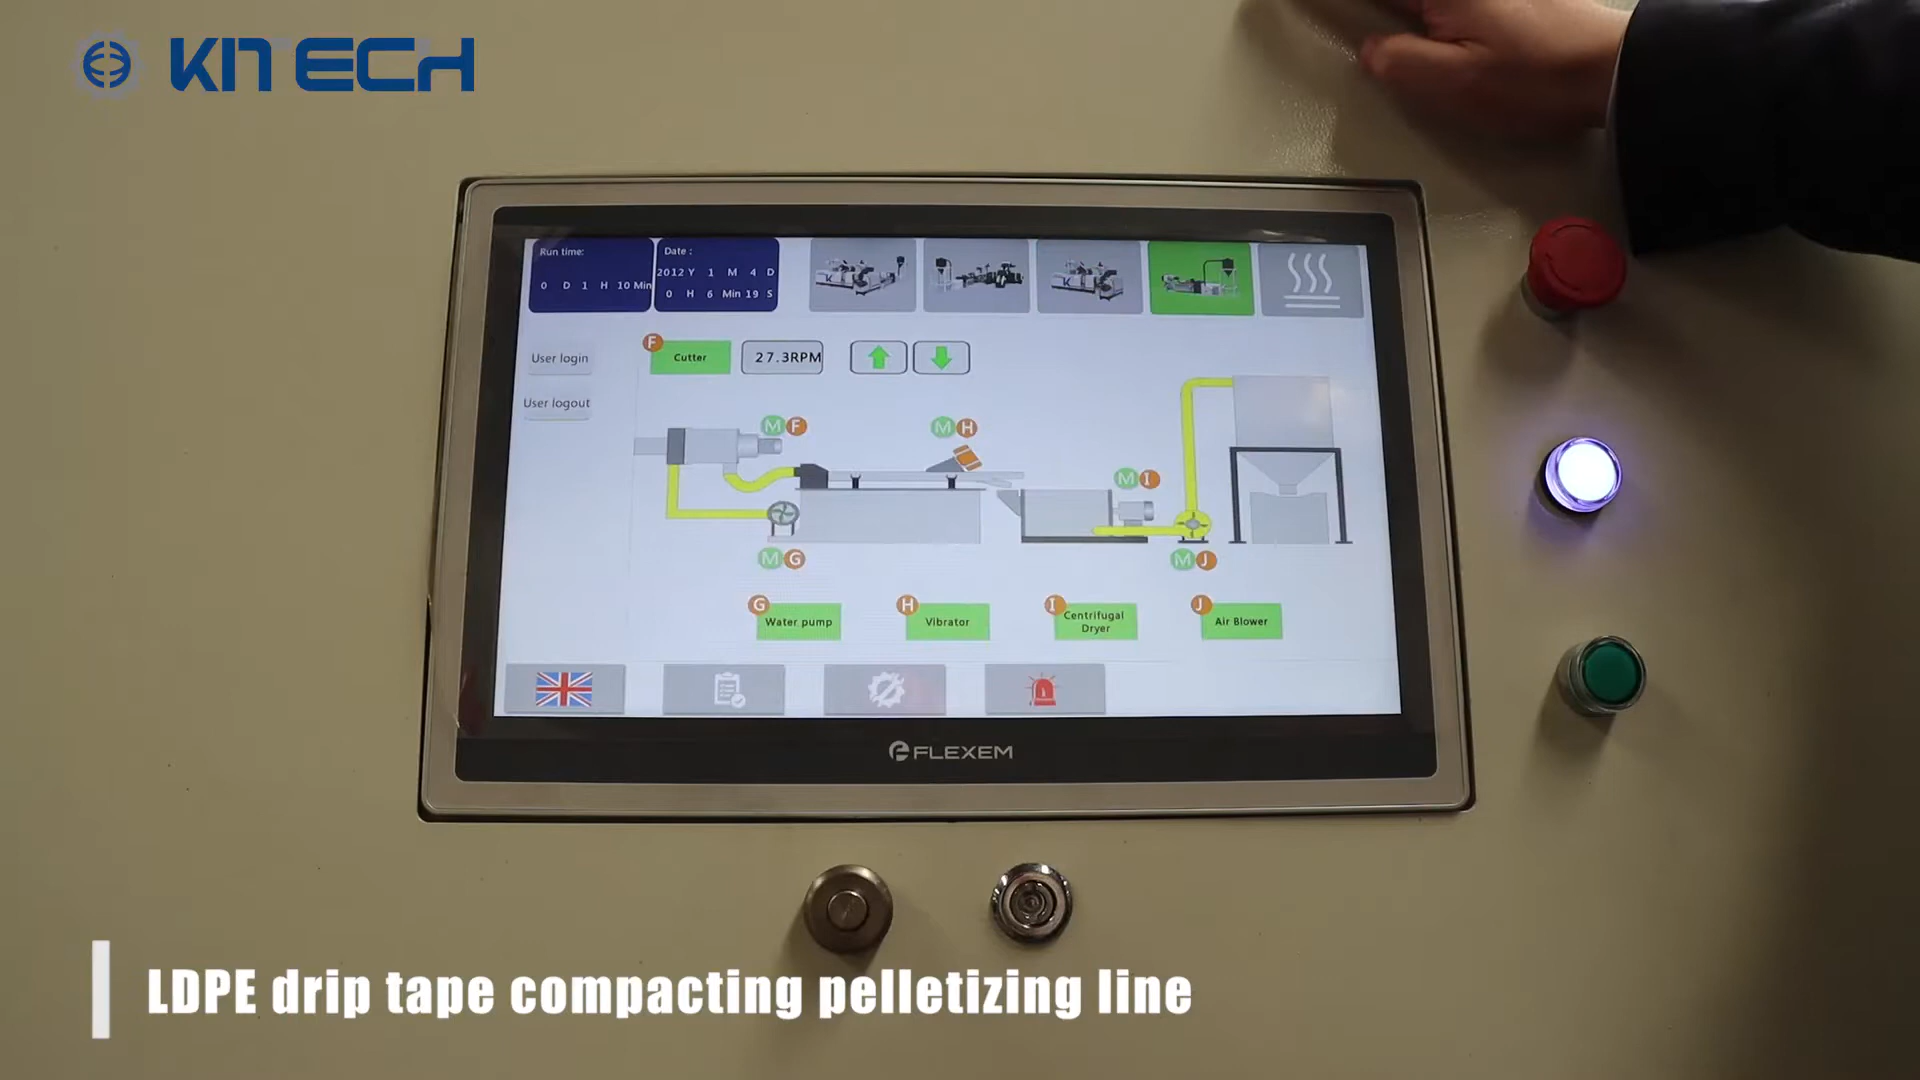 KITECH
Run time:
0 D 1 H 10 Min
Date :
2012 Y 1 M 4 D
0 H 6 Min 19 S
User login
User logout
F
Cutter
27.3RPM
M F
M H
M I
M G
M J
G
Water pump
H
Vibrator
I
Centrifugal
Dryer
J
Air Blower
FLEXEM
LDPE drip tape compacting pelletizing line